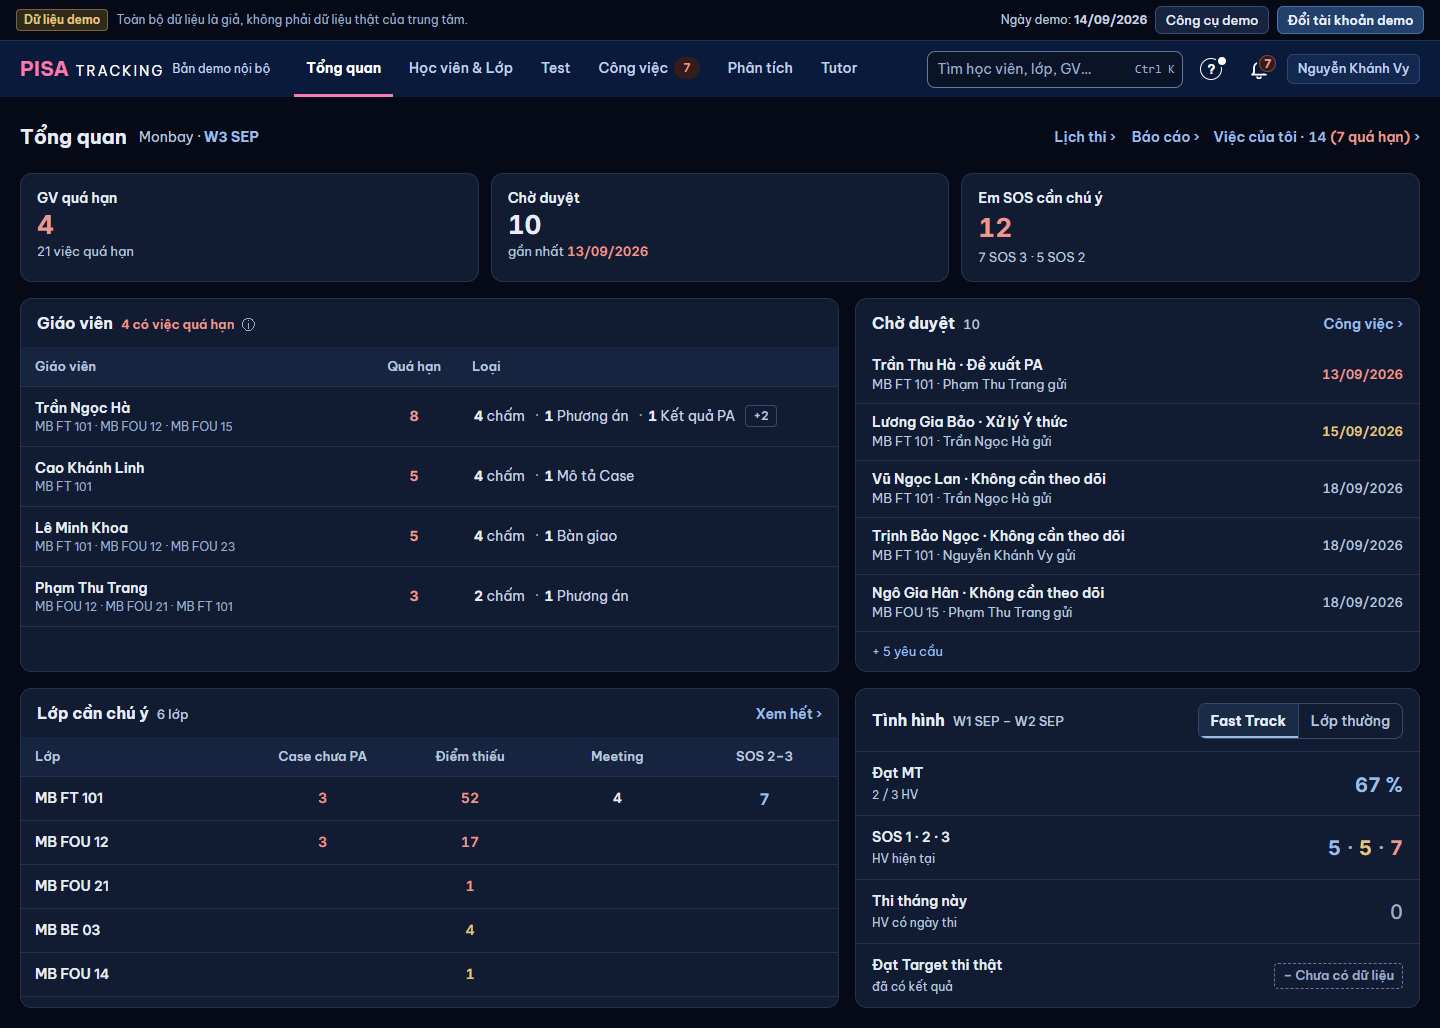 Dữ liệu demo Toàn bộ dữ liệu là giả, không phải dữ liệu thật của trung tâm. Ngày demo: 14/09/2026 Công cụ demo Đổi tài khoản demo
PISA TRACKING Bản demo nội bộ Tổng quan Học viên & Lớp Test Công việc 7 Phân tích Tutor Tìm học viên, lớp, GV... Ctrl K ? 7 Nguyễn Khánh Vy
Tổng quan Monbay · W3 SEP Lịch thi › Báo cáo › Việc của tôi · 14 (7 quá hạn) ›
GV quá hạn
4
21 việc quá hạn
Chờ duyệt
10
gần nhất 13/09/2026
Em SOS cần chú ý
12
7 SOS 3 · 5 SOS 2
Giáo viên 4 có việc quá hạn ⓘ
Giáo viên Quá hạn Loại
Trần Ngọc Hà
MB FT 101 · MB FOU 12 · MB FOU 15
8 4 chấm · 1 Phương án · 1 Kết quả PA +2
Cao Khánh Linh
MB FT 101
5 4 chấm · 1 Mô tả Case
Lê Minh Khoa
MB FT 101 · MB FOU 12 · MB FOU 23
5 4 chấm · 1 Bàn giao
Phạm Thu Trang
MB FOU 12 · MB FOU 21 · MB FT 101
3 2 chấm · 1 Phương án
Chờ duyệt 10 Công việc ›
Trần Thu Hà · Đề xuất PA
MB FT 101 · Phạm Thu Trang gửi
13/09/2026
Lương Gia Bảo · Xử lý Ý thức
MB FT 101 · Trần Ngọc Hà gửi
15/09/2026
Vũ Ngọc Lan · Không cần theo dõi
MB FT 101 · Trần Ngọc Hà gửi
18/09/2026
Trịnh Bảo Ngọc · Không cần theo dõi
MB FT 101 · Nguyễn Khánh Vy gửi
18/09/2026
Ngô Gia Hân · Không cần theo dõi
MB FOU 15 · Phạm Thu Trang gửi
18/09/2026
+ 5 yêu cầu
Lớp cần chú ý 6 lớp Xem hết ›
Lớp Case chưa PA Điểm thiếu Meeting SOS 2–3
MB FT 101 3 52 4 7
MB FOU 12 3 17
MB FOU 21 1
MB BE 03 4
MB FOU 14 1
Tình hình W1 SEP – W2 SEP Fast Track Lớp thường
Đạt MT
2 / 3 HV
67 %
SOS 1 · 2 · 3
HV hiện tại
5 · 5 · 7
Thi tháng này
HV có ngày thi
0
Đạt Target thi thật
đã có kết quả
– Chưa có dữ liệu